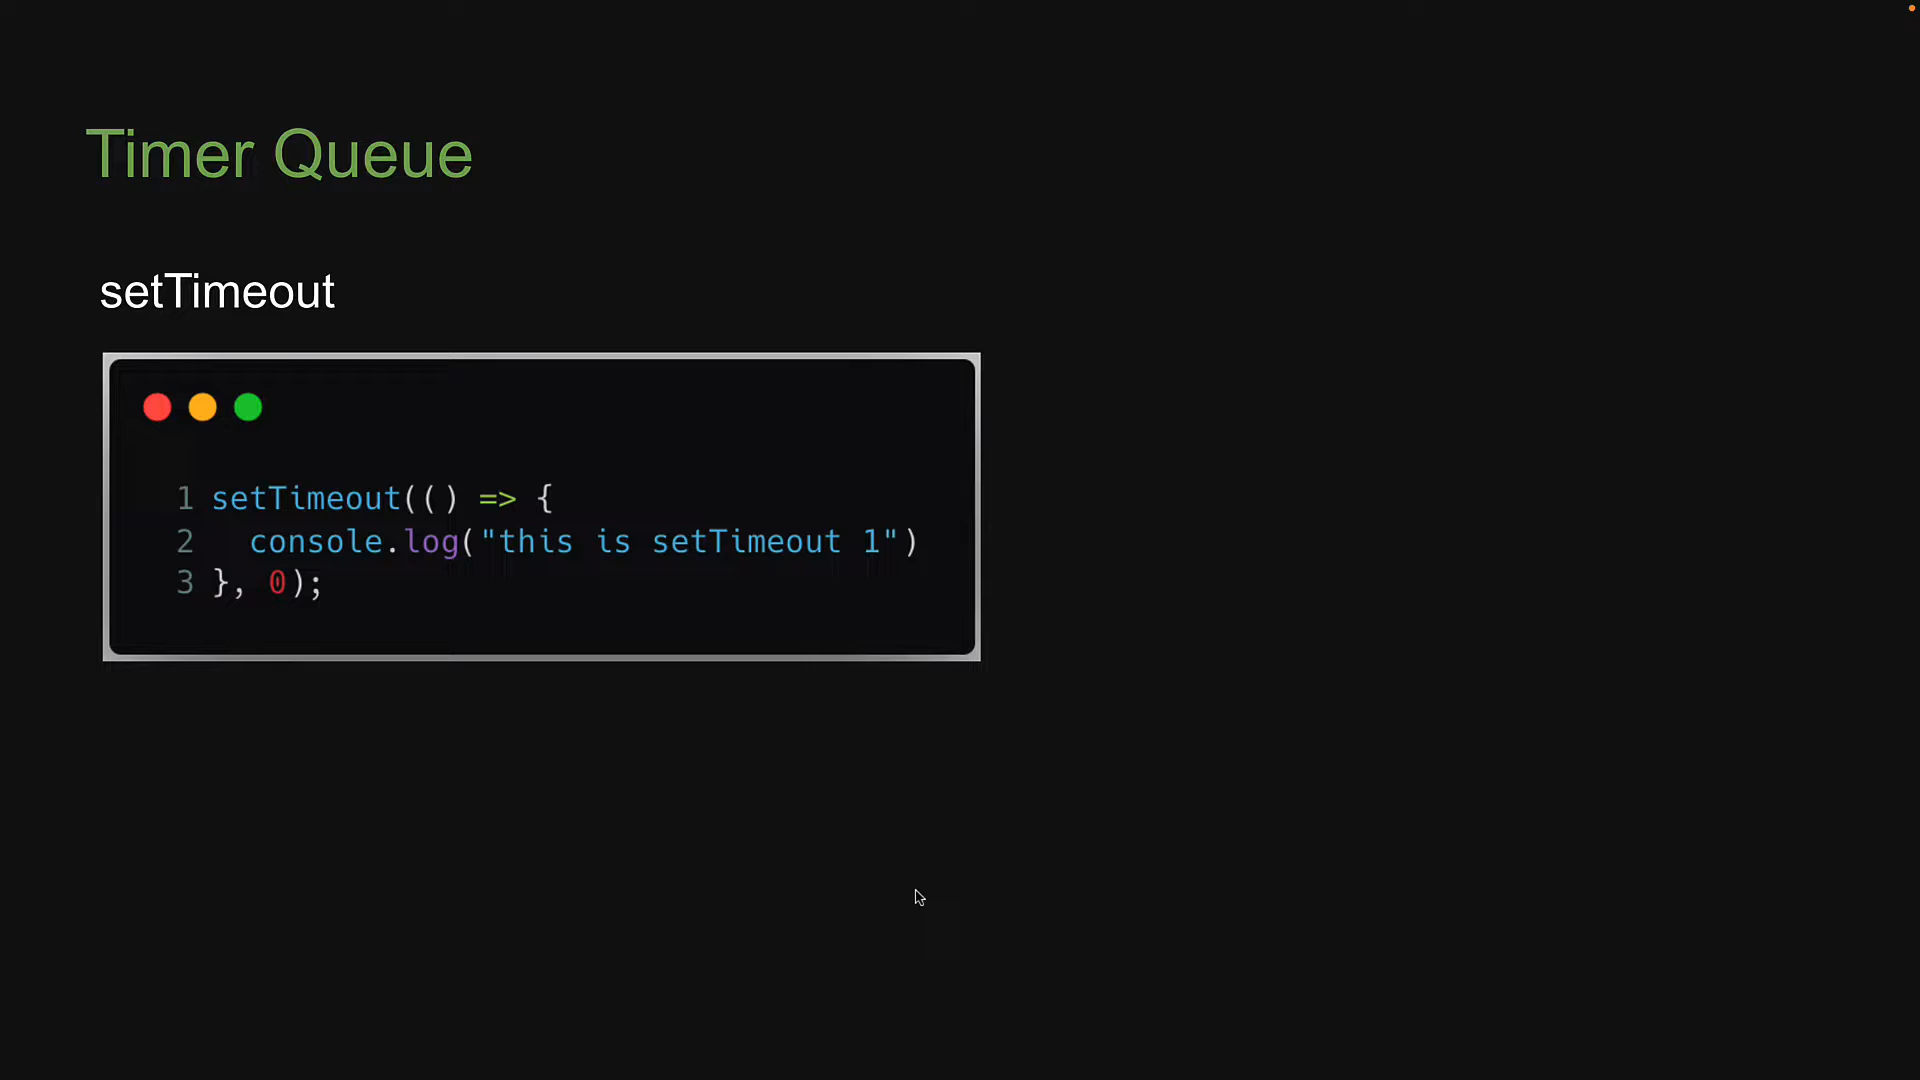 Timer Queue
setTimeout
1 setTimeout(() => {
2   console.log("this is setTimeout 1")
3 }, 0);